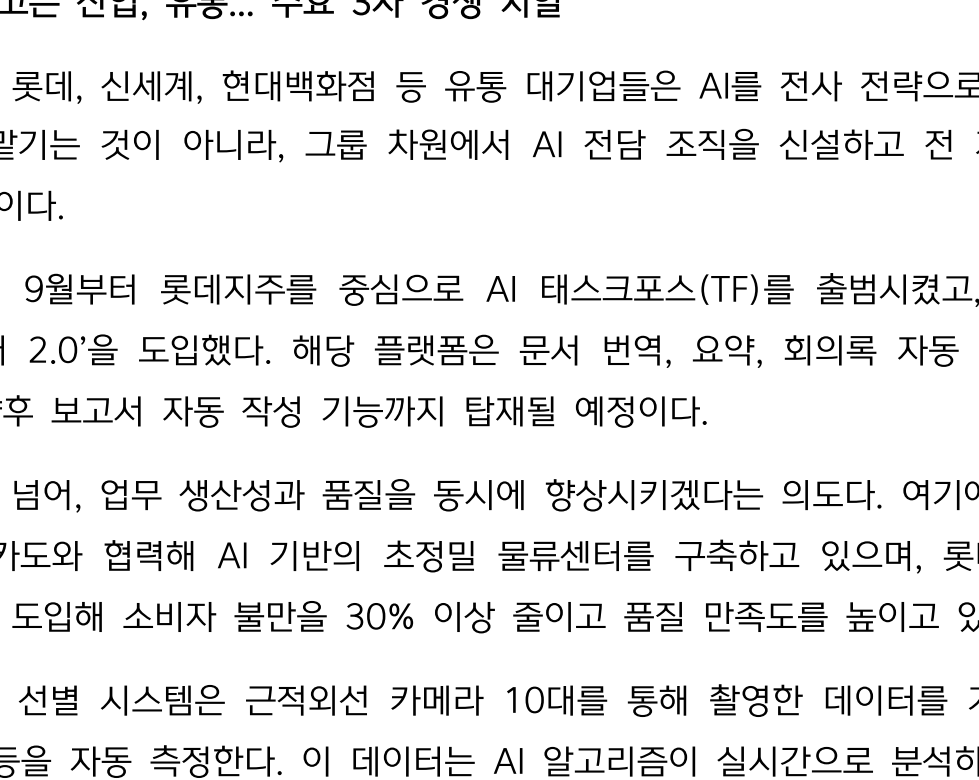 산업, 유통... 수요 3사 경쟁 치열
롯데, 신세계, 현대백화점 등 유통 대기업들은 AI를 전사 전략으로
맡기는 것이 아니라, 그룹 차원에서 AI 전담 조직을 신설하고 전
이다.
9월부터 롯데지주를 중심으로 AI 태스크포스(TF)를 출범시켰고,
2.0’을 도입했다. 해당 플랫폼은 문서 번역, 요약, 회의록 자동
향후 보고서 자동 작성 기능까지 탑재될 예정이다.
넘어, 업무 생산성과 품질을 동시에 향상시키겠다는 의도다. 여기에
카도와 협력해 AI 기반의 초정밀 물류센터를 구축하고 있으며,
도입해 소비자 불만을 30% 이상 줄이고 품질 만족도를 높이고
선별 시스템은 근적외선 카메라 10대를 통해 촬영한 데이터를
등을 자동 측정한다. 이 데이터는 AI 알고리즘이 실시간으로 분석하